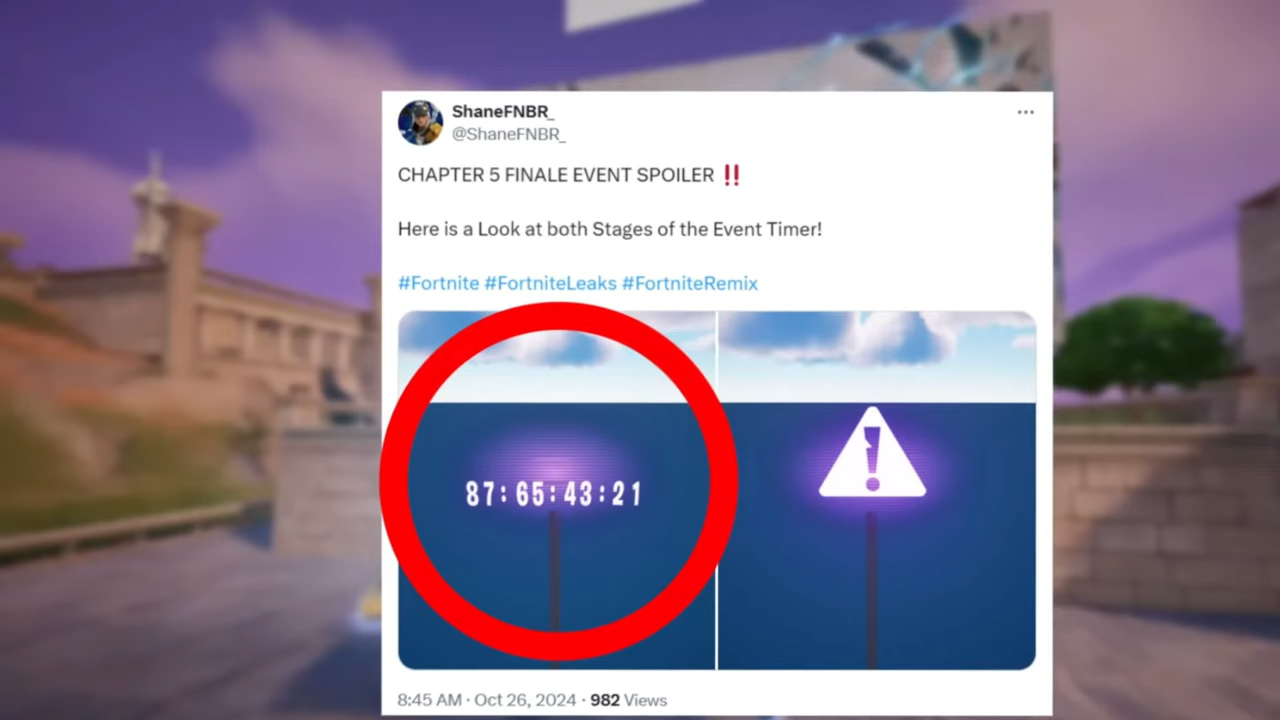 ShaneFNBR_
@ShaneFNBR_
CHAPTER 5 FINALE EVENT SPOILER ‼️
Here is a Look at both Stages of the Event Timer!
#Fortnite #FortniteLeaks #FortniteRemix
87:65:43:21
!
8:45 AM · Oct 26, 2024 · 982 Views